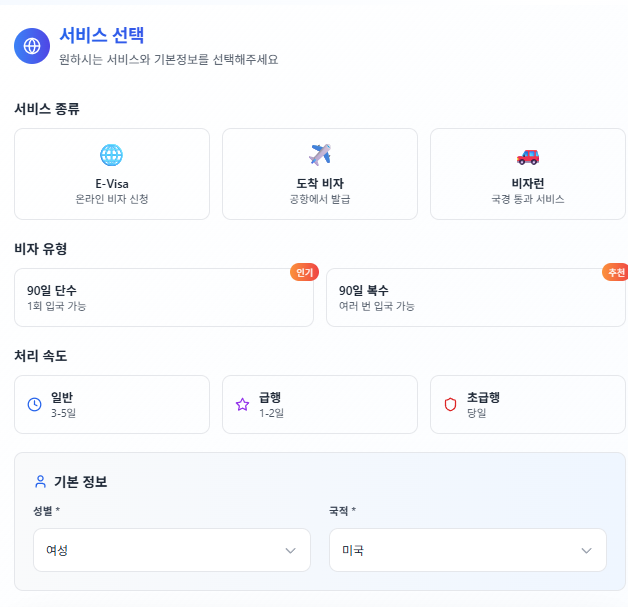 서비스 선택
원하시는 서비스와 기본정보를 선택해주세요
서비스 종류
E-Visa
온라인 비자 신청
도착 비자
공항에서 발급
비자런
국경 통과 서비스
비자 유형
인기
90일 단수
1회 입국 가능
추천
90일 복수
여러 번 입국 가능
처리 속도
일반
3-5일
급행
1-2일
초급행
당일
기본 정보
성별 *
여성
국적 *
미국